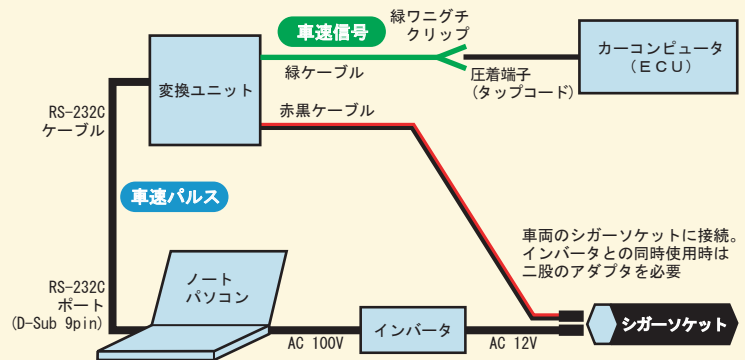 車速信号
緑ワニグチ
クリップ
カーコンピュータ
(ECU)
緑ケーブル
圧着端子
(タップコード)
変換ユニット
赤黒ケーブル
RS-232C
ケーブル
車速パルス
車両のシガーソケットに接続。
インバータとの同時使用時は
二股のアダプタを必要
RS-232C
ポート
(D-Sub 9pin)
ノート
パソコン
インバータ
シガーソケット
AC 100V
AC 12V